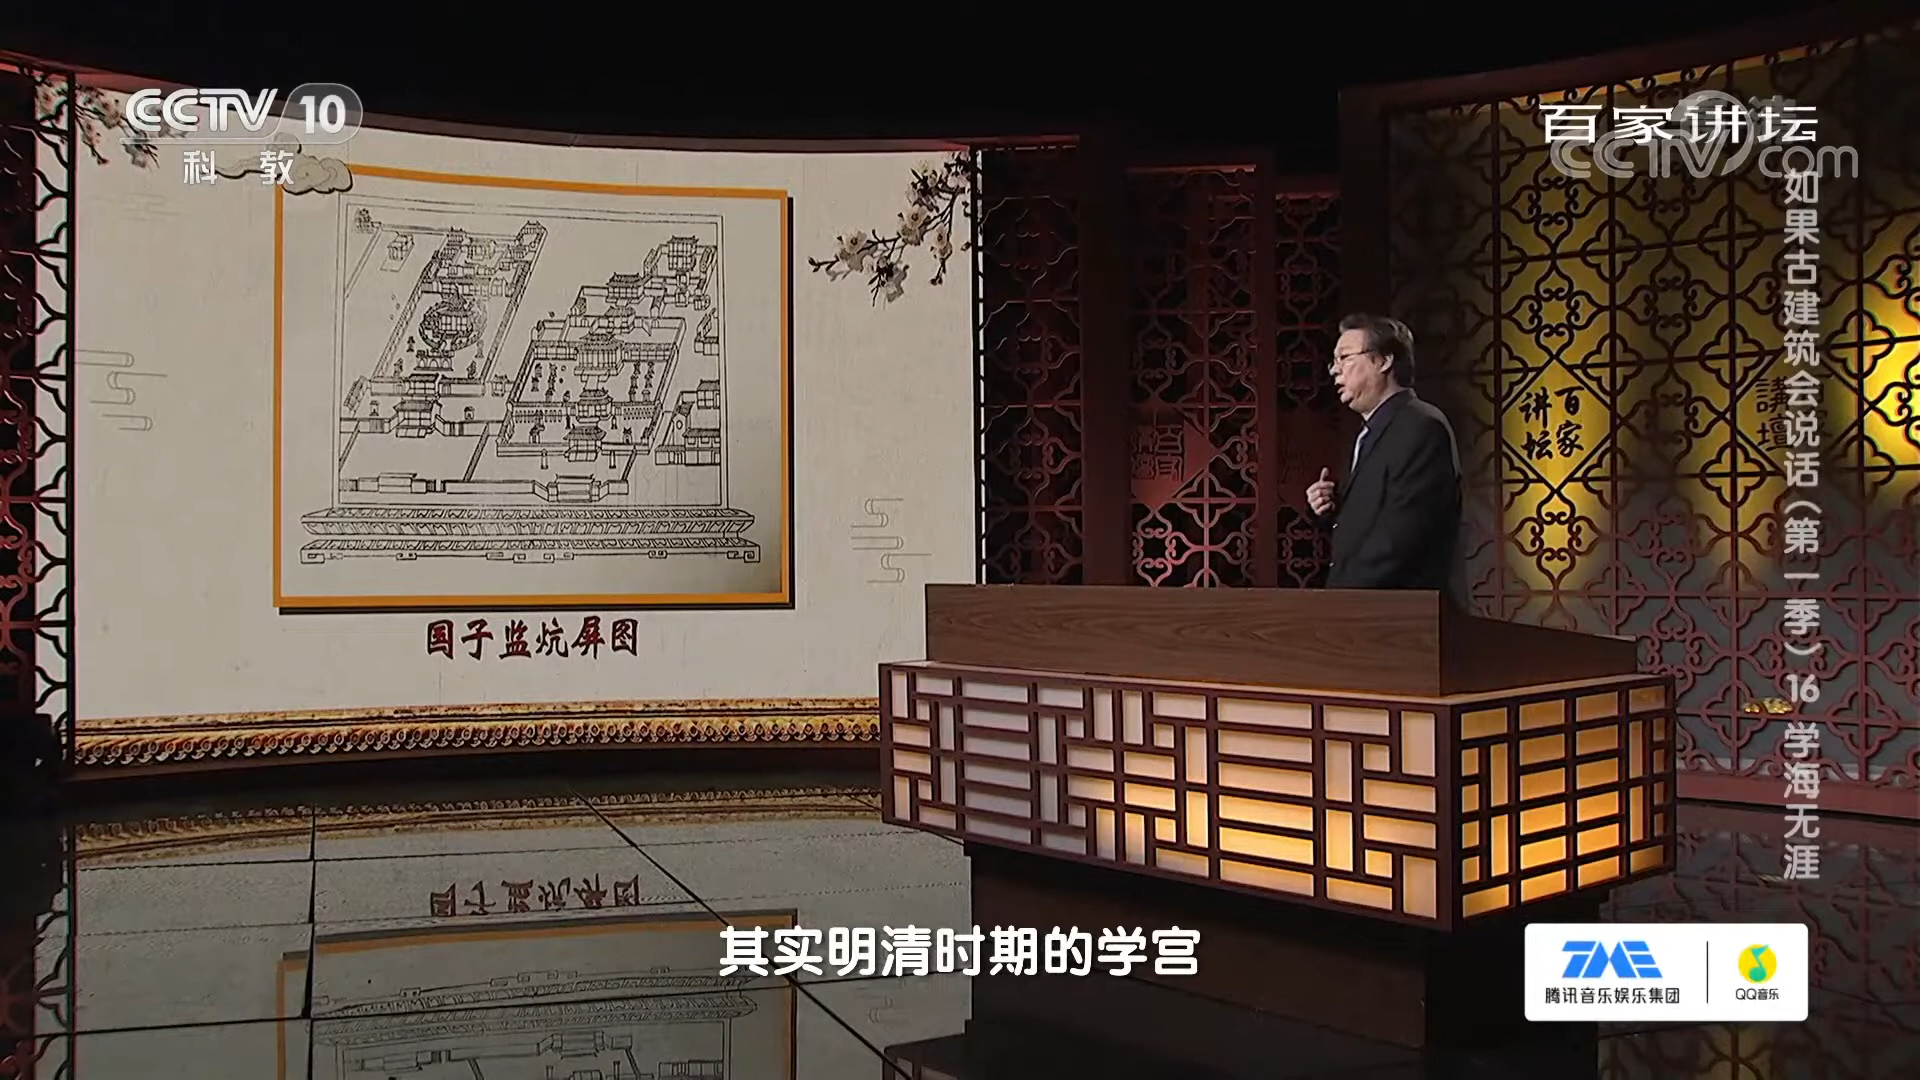 CCTV 10
科 教
百家讲坛
CCTV.com
如果古建筑会说话（第一季）16 学海无涯
国子监炕屏图
百家
讲坛
講壇
其实明清时期的学宫
腾讯音乐娱乐集团
QQ音乐